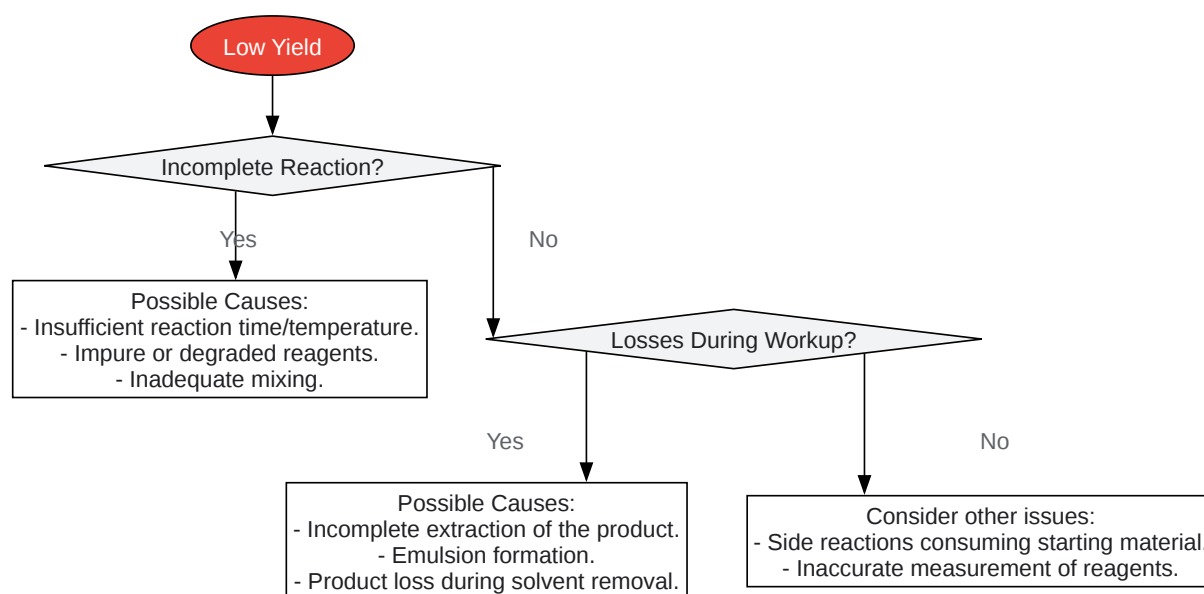 Low Yield
Incomplete Reaction?
Yes
No
Possible Causes:
- Insufficient reaction time/temperature.
- Impure or degraded reagents.
- Inadequate mixing.
Losses During Workup?
Yes
No
Possible Causes:
- Incomplete extraction of the product.
- Emulsion formation.
- Product loss during solvent removal.
Consider other issues:
- Side reactions consuming starting material.
- Inaccurate measurement of reagents.